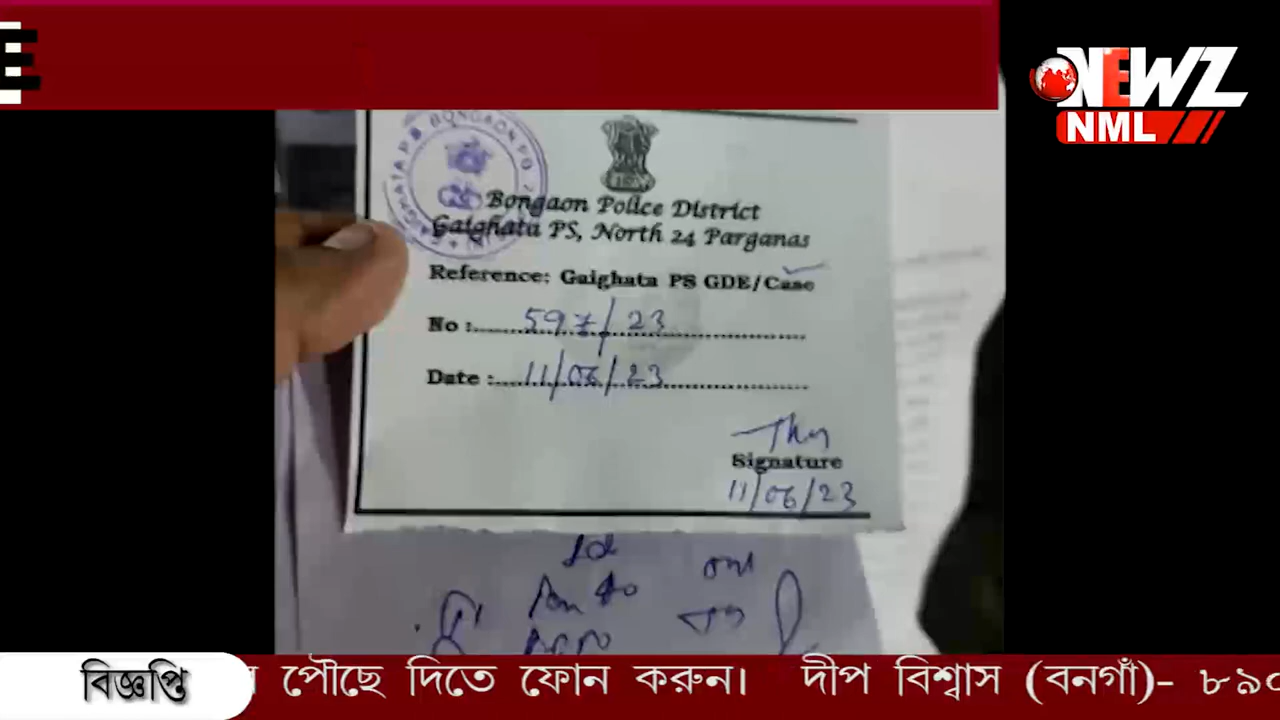 E
NEWZ
NML
Bongaon Police District
Gaighata PS, North 24 Parganas
Reference: Gaighata PS GDE/Case
No :............597/23..................
Date :......11/06/23..................
Signature
11/06/23
বিজ্ঞপ্তি
পৌছে দিতে ফোন করুন। দীপ বিশ্বাস (বনগাঁ)- ৮৯০